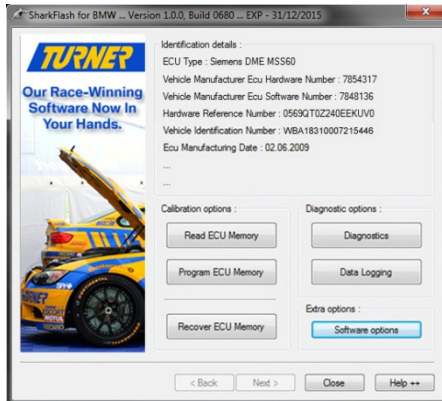 SharkFlash for BMW ... Version 1.0.0, Build 0680 ... EXP - 31/12/2015
TURNER
Our Race-Winning
Software Now In
Your Hands.
Identification details :
ECU Type : Siemens DME MSS60
Vehicle Manufacturer Ecu Hardware Number : 7854317
Vehicle Manufacturer Ecu Software Number : 7848136
Hardware Reference Number : 0569QT0Z240EEKUV0
Vehicle Identification Number : WBA18310007215446
Ecu Manufacturing Date : 02.06.2009
...
...
Calibration options :
Read ECU Memory
Program ECU Memory
Recover ECU Memory
Diagnostic options :
Diagnostics
Data Logging
Extra options :
Software options
< Back
Next >
Close
Help ++